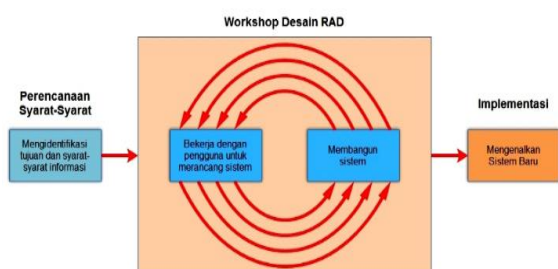 Workshop Desain RAD
Perencanaan
Syarat-Syarat
Mengidentifikasi
tujuan dan syarat-
syarat informasi
Bekerja dengan
pengguna untuk
merancang sistem
Membangun
sistem
Implementasi
Mengenalkan
Sistem Baru